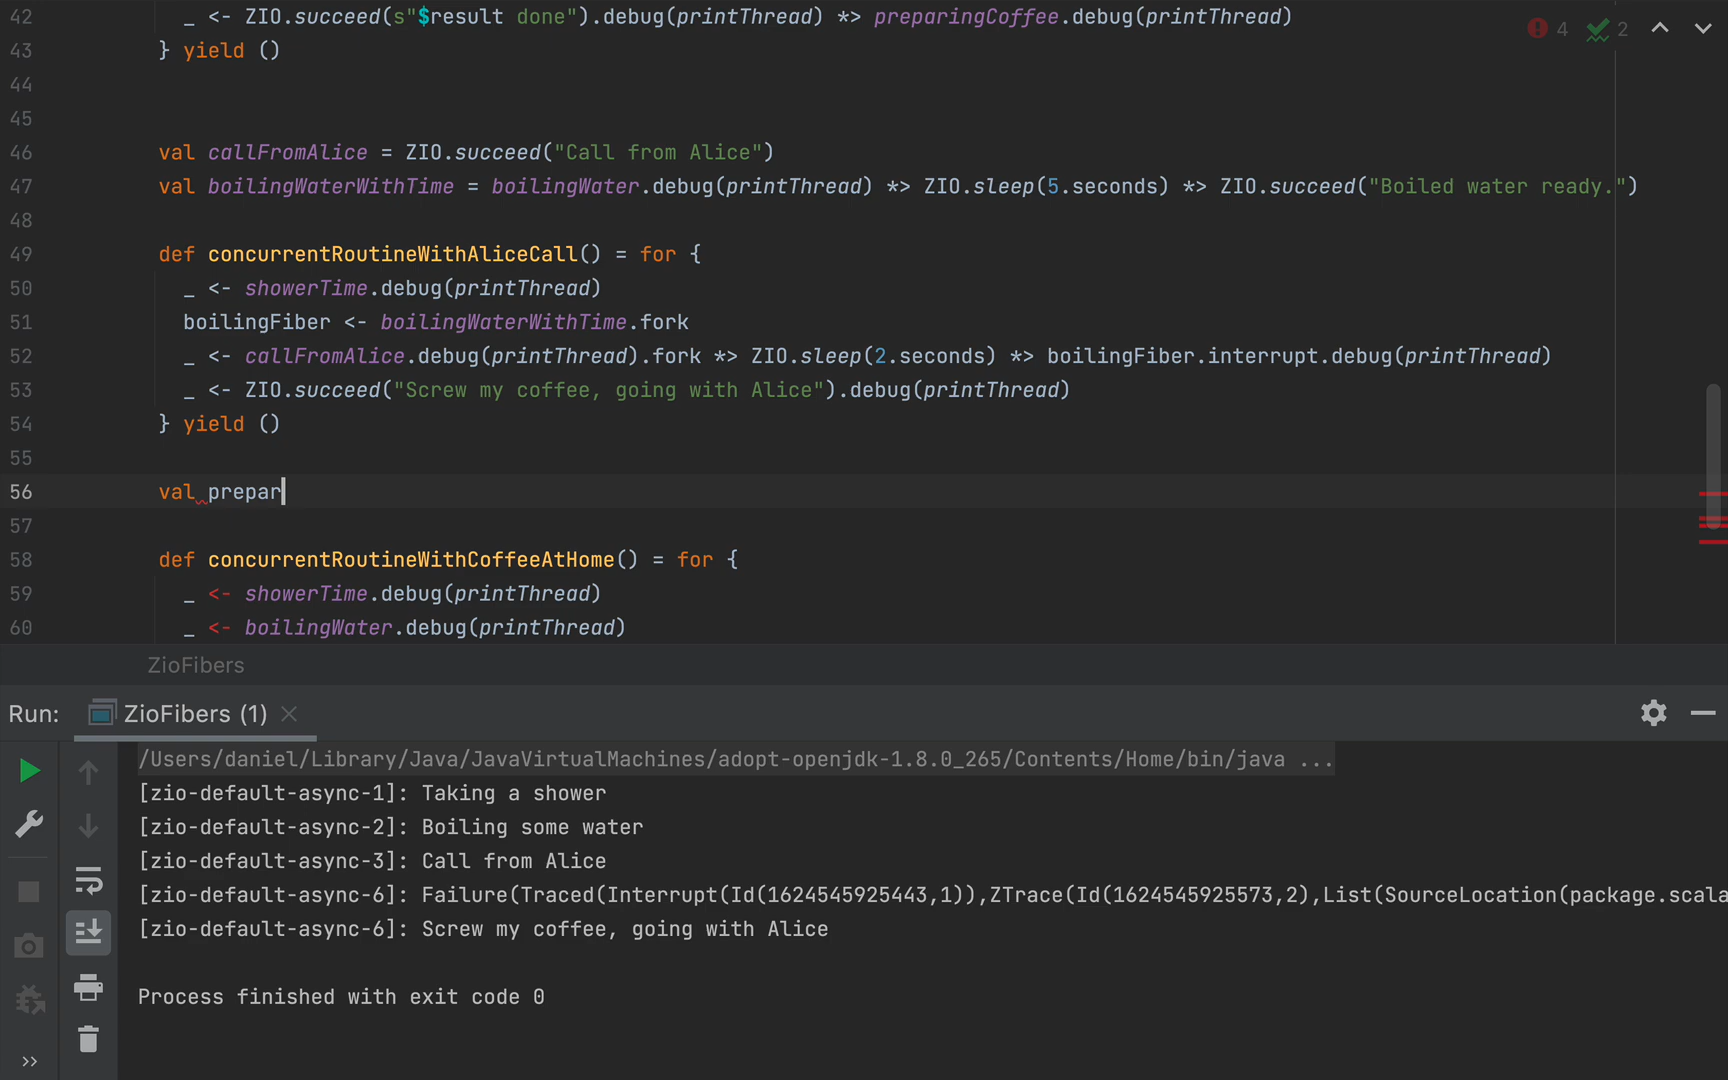 42 _ <- ZIO.succeed(s"$result done").debug(printThread) *> preparingCoffee.debug(printThread)
4 2
43 } yield ()
44
45
46 val callFromAlice = ZIO.succeed("Call from Alice")
47 val boilingWaterWithTime = boilingWater.debug(printThread) *> ZIO.sleep(5.seconds) *> ZIO.succeed("Boiled water ready.")
48
49 def concurrentRoutineWithAliceCall() = for {
50 _ <- showerTime.debug(printThread)
51 boilingFiber <- boilingWaterWithTime.fork
52 _ <- callFromAlice.debug(printThread).fork *> ZIO.sleep(2.seconds) *> boilingFiber.interrupt.debug(printThread)
53 _ <- ZIO.succeed("Screw my coffee, going with Alice").debug(printThread)
54 } yield ()
55
56 val prepar
57
58 def concurrentRoutineWithCoffeeAtHome() = for {
59 _ <- showerTime.debug(printThread)
60 _ <- boilingWater.debug(printThread)
ZioFibers
Run: ZioFibers (1)
/Users/daniel/Library/Java/JavaVirtualMachines/adopt-openjdk-1.8.0_265/Contents/Home/bin/java ...
[zio-default-async-1]: Taking a shower
[zio-default-async-2]: Boiling some water
[zio-default-async-3]: Call from Alice
[zio-default-async-6]: Failure(Traced(Interrupt(Id(1624545925443,1)),ZTrace(Id(1624545925573,2),List(SourceLocation(package.scala
[zio-default-async-6]: Screw my coffee, going with Alice
Process finished with exit code 0